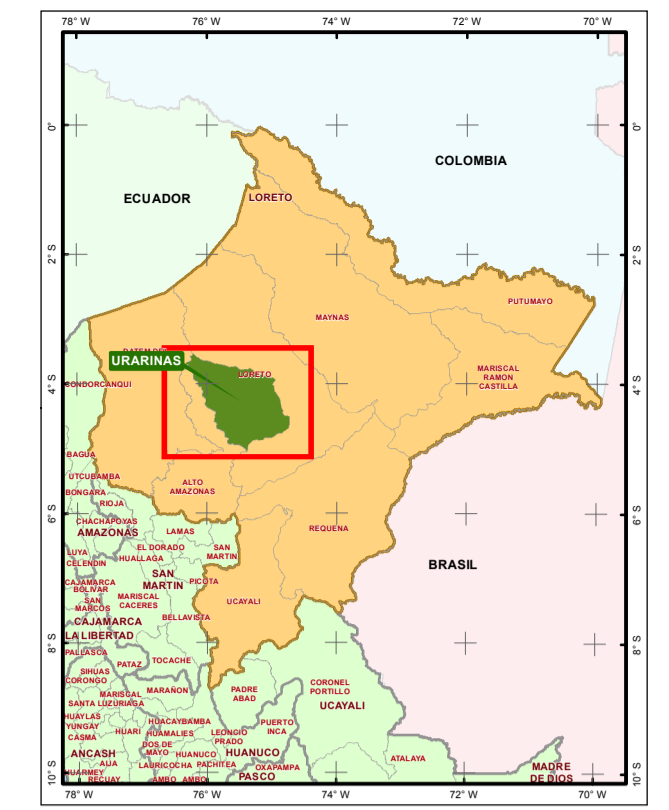 78° W
76° W
74° W
72° W
70° W
0°
0°
COLOMBIA
ECUADOR
LORETO
2° S
2° S
PUTUMAYO
MAYNAS
URARINAS
LORETO
MARISCAL
RAMON
CASTILLA
4° S
4° S
CONDORCANQUI
BAGUA
UTCUBAMBA
ALTO
AMAZONAS
BONGARA
RIOJA
6° S
6° S
CHACHAPOYAS
AMAZONAS
LAMAS
REQUENA
EL DORADO
SAN
MARTIN
LUYA
HUALLAGA
CELENDIN
BRASIL
SAN
MARTIN
PICOTA
CAJAMARCA
BOLIVAR
MARISCAL
CACERES
SAN
MARCOS
UCAYALI
BELLAVISTA
CAJAMARCA
LA LIBERTAD
8° S
8° S
PALLASCA
PATAZ
TOCACHE
SIHUAS
CORONGO
MARISCAL
LUZURIAGA
MARAÑON
PADRE
ABAD
CORONEL
PORTILLO
SANTA
UCAYALI
HUAYLAS
HUACAYBAMBA
YUNGAY
HUARI
HUAMALIES
LEONCIO
PRADO
PUERTO
INCA
CASMA
DOS DE
MAYO
HUANUCO
HUANUCO
ANCASH
AIJA
LAURICOCHA
PACHITEA
OXAPAMPA
ATALAYA
MADRE
DE DIOS
10° S
10° S
HUARMEY
RECUAY
AMBO
AMBO
PASCO
78° W
76° W
74° W
72° W
70° W